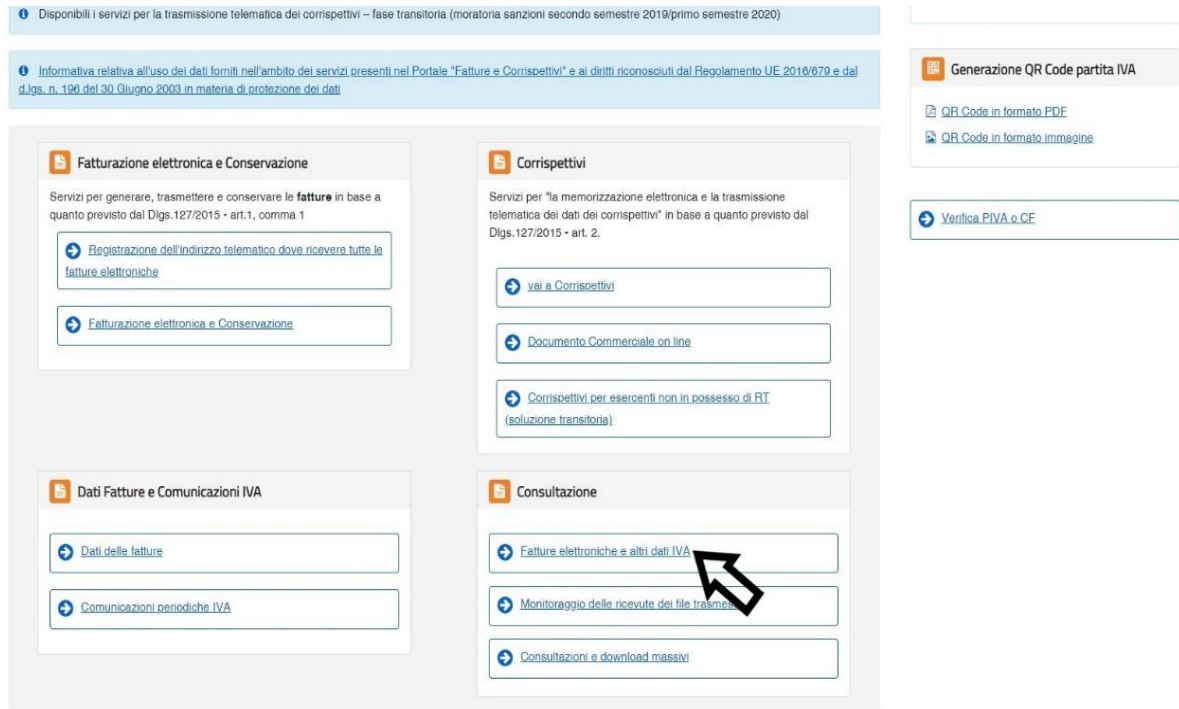 Disponibili i servizi per la trasmissione telematica dei corrispettivi – fase transitoria (moratoria sanzioni secondo semestre 2019/primo semestre 2020)
Informativa relativa all'uso dei dati forniti nell'ambito dei servizi presenti nel Portale "Fatture e Corrispettivi" e ai diritti riconosciuti dal Regolamento UE 2016/679 e dal
d.lgs. n. 196 del 30 Giugno 2003 in materia di protezione dei dati
Fatturazione elettronica e Conservazione
Servizi per generare, trasmettere e conservare le fatture in base a
quanto previsto dal Dlgs.127/2015 - art.1, comma 1
Registrazione dell'indirizzo telematico dove ricevere tutte le
fatture elettroniche
Fatturazione elettronica e Conservazione
Corrispettivi
Servizi per "la memorizzazione elettronica e la trasmissione
telematica dei dati dei corrispettivi" in base a quanto previsto dal
Dlgs.127/2015 - art. 2.
vai a Corrispettivi
Documento Commerciale on line
Corrispettivi per esercenti non in possesso di RT
(soluzione transitoria)
Dati Fatture e Comunicazioni IVA
Dati delle fatture
Comunicazioni periodiche IVA
Consultazione
Fatture elettroniche e altri dati IVA
Monitoraggio delle ricevute dei file
Consultazioni e download massivi
Generazione QR Code partita IVA
QR Code in formato PDF
QR Code in formato immagine
Verifica PIVA o CF